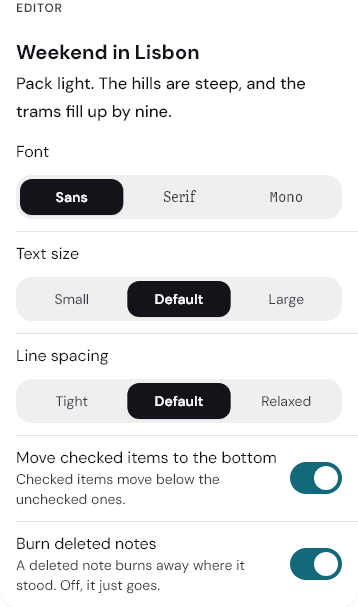 EDITOR
Weekend in Lisbon
Pack light. The hills are steep, and the
trams fill up by nine.
Font
Sans Serif Mono
Text size
Small Default Large
Line spacing
Tight Default Relaxed
Move checked items to the bottom
Checked items move below the
unchecked ones.
Burn deleted notes
A deleted note burns away where it
stood. Off, it just goes.